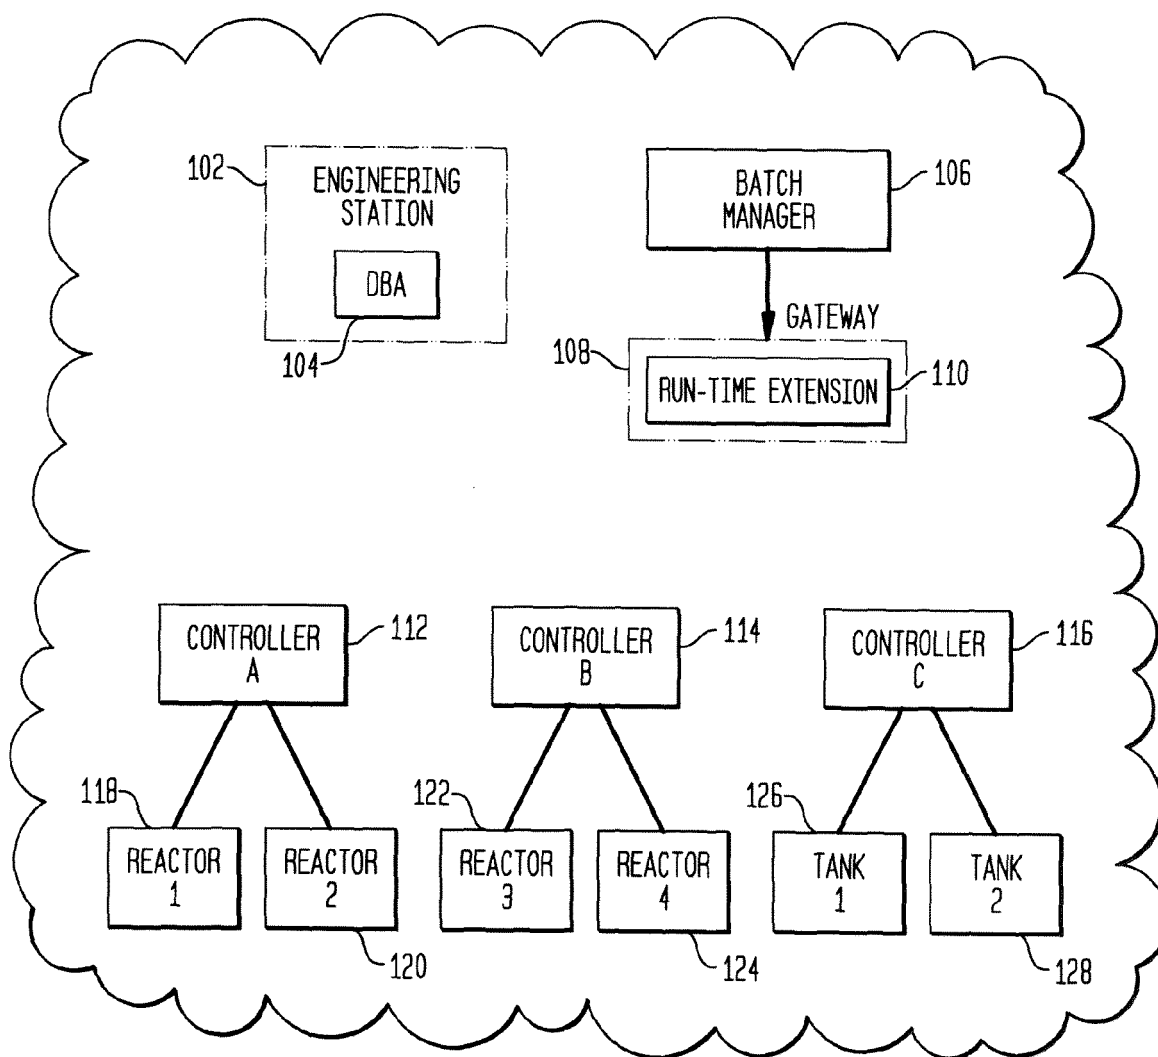 102
ENGINEERING
STATION
DBA
104
BATCH
MANAGER
106
GATEWAY
108
RUN-TIME EXTENSION
110
CONTROLLER
A
112
CONTROLLER
B
114
CONTROLLER
C
116
118
REACTOR
1
REACTOR
2
120
122
REACTOR
3
REACTOR
4
124
126
TANK
1
TANK
2
128